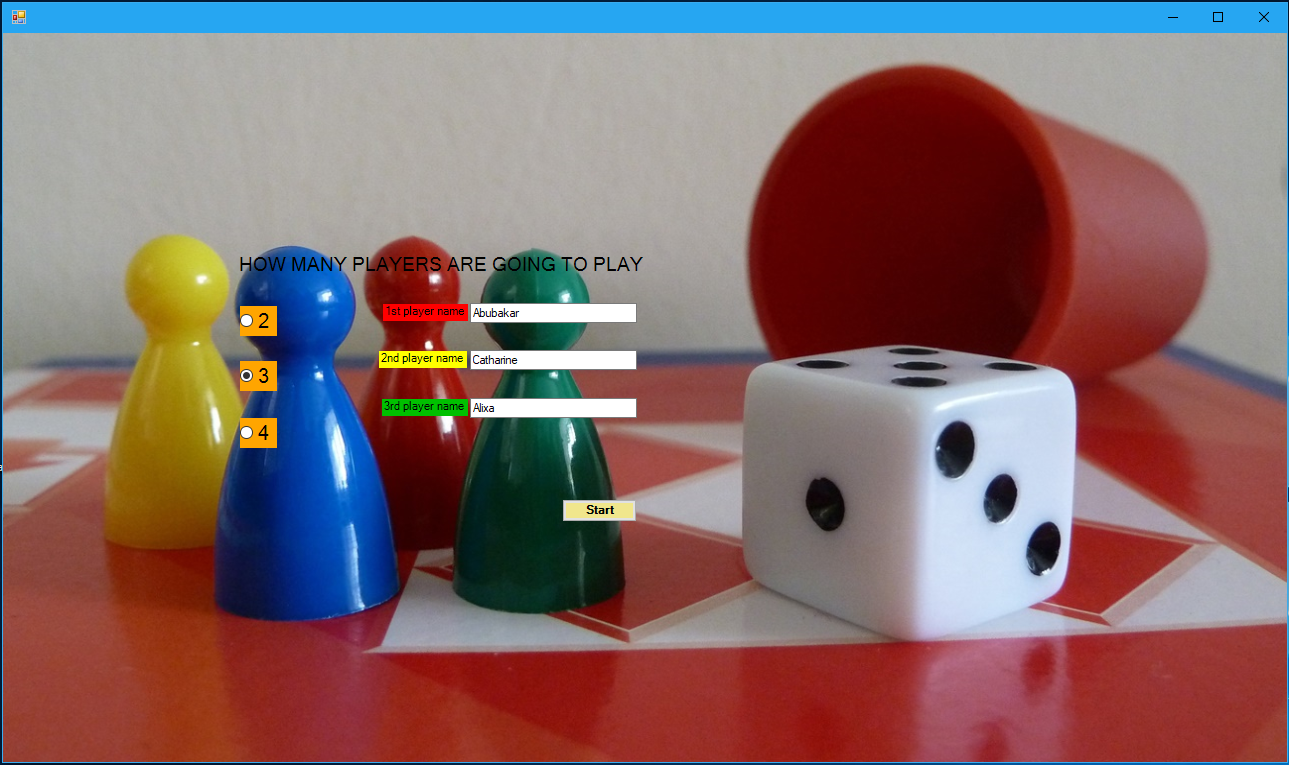 HOW MANY PLAYERS ARE GOING TO PLAY
2
1st player name Abubakar
3
2nd player name Catharine
4
3rd player name Alixa
Start